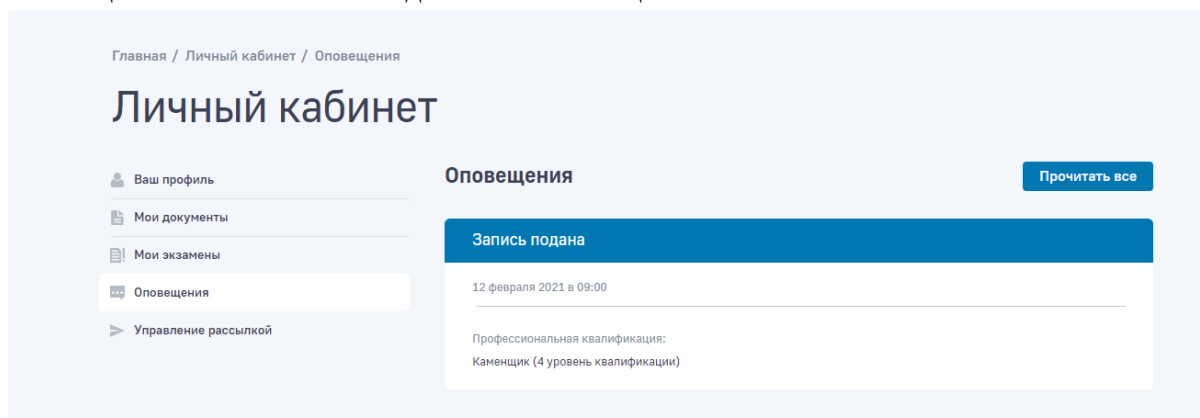 Главная / Личный кабинет / Оповещения
Личный кабинет
Ваш профиль
Мои документы
Мои экзамены
Оповещения
Управление рассылкой
Оповещения
Прочитать все
Запись подана
12 февраля 2021 в 09:00
Профессиональная квалификация:
Каменщик (4 уровень квалификации)